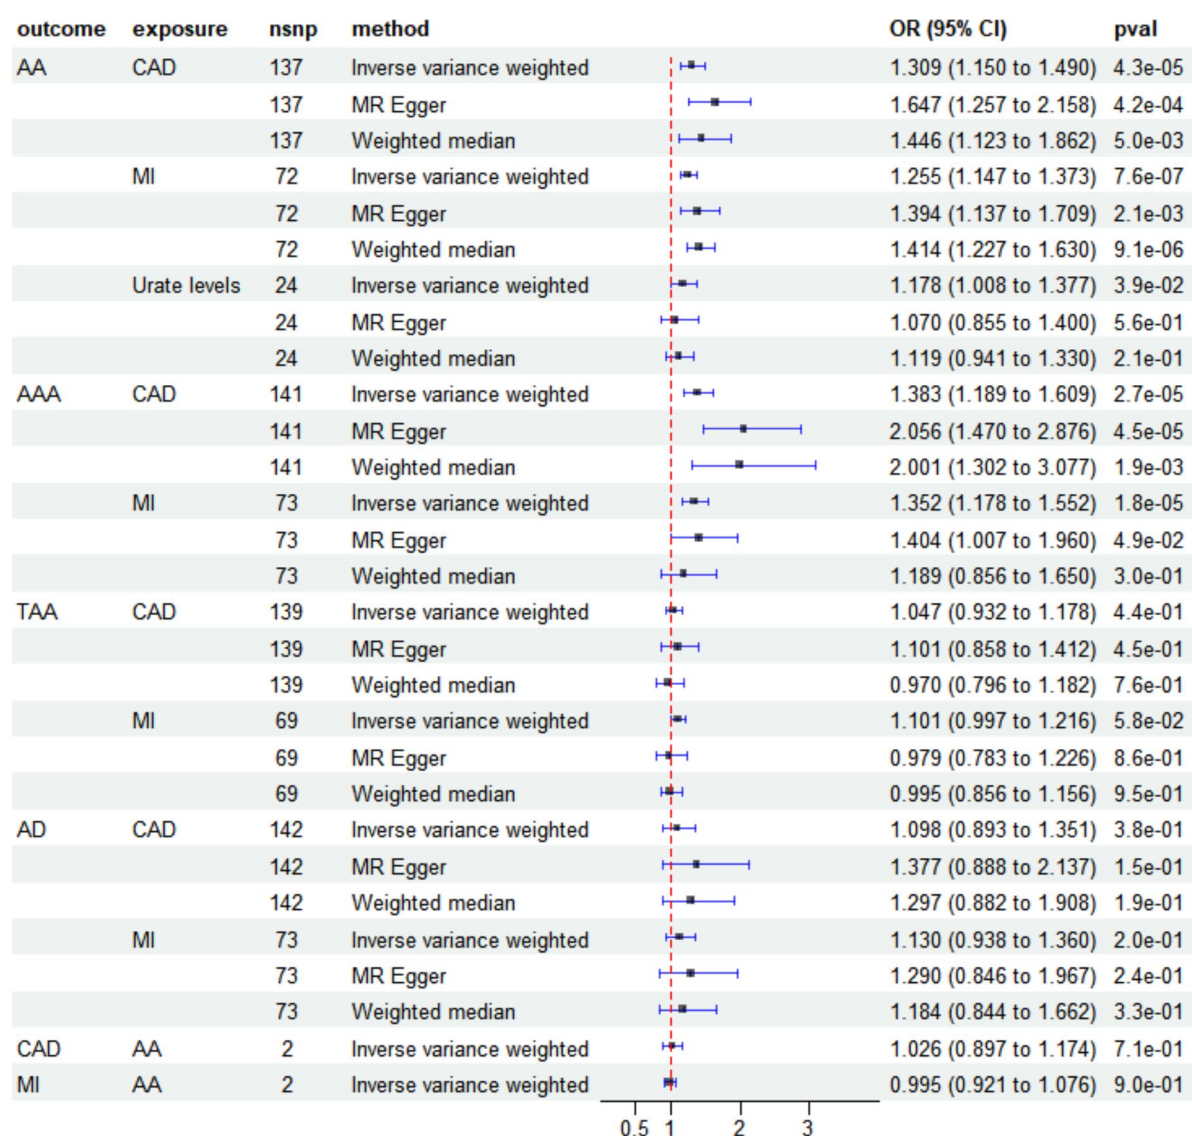 outcome exposure nsnp method OR (95% CI) pval
AA CAD 137 Inverse variance weighted 1.309 (1.150 to 1.490) 4.3e-05
137 MR Egger 1.647 (1.257 to 2.158) 4.2e-04
137 Weighted median 1.446 (1.123 to 1.862) 5.0e-03
MI 72 Inverse variance weighted 1.255 (1.147 to 1.373) 7.6e-07
72 MR Egger 1.394 (1.137 to 1.709) 2.1e-03
72 Weighted median 1.414 (1.227 to 1.630) 9.1e-06
Urate levels 24 Inverse variance weighted 1.178 (1.008 to 1.377) 3.9e-02
24 MR Egger 1.070 (0.855 to 1.400) 5.6e-01
24 Weighted median 1.119 (0.941 to 1.330) 2.1e-01
AAA CAD 141 Inverse variance weighted 1.383 (1.189 to 1.609) 2.7e-05
141 MR Egger 2.056 (1.470 to 2.876) 4.5e-05
141 Weighted median 2.001 (1.302 to 3.077) 1.9e-03
MI 73 Inverse variance weighted 1.352 (1.178 to 1.552) 1.8e-05
73 MR Egger 1.404 (1.007 to 1.960) 4.9e-02
73 Weighted median 1.189 (0.856 to 1.650) 3.0e-01
TAA CAD 139 Inverse variance weighted 1.047 (0.932 to 1.178) 4.4e-01
139 MR Egger 1.101 (0.858 to 1.412) 4.5e-01
139 Weighted median 0.970 (0.796 to 1.182) 7.6e-01
MI 69 Inverse variance weighted 1.101 (0.997 to 1.216) 5.8e-02
69 MR Egger 0.979 (0.783 to 1.226) 8.6e-01
69 Weighted median 0.995 (0.856 to 1.156) 9.5e-01
AD CAD 142 Inverse variance weighted 1.098 (0.893 to 1.351) 3.8e-01
142 MR Egger 1.377 (0.888 to 2.137) 1.5e-01
142 Weighted median 1.297 (0.882 to 1.908) 1.9e-01
MI 73 Inverse variance weighted 1.130 (0.938 to 1.360) 2.0e-01
73 MR Egger 1.290 (0.846 to 1.967) 2.4e-01
73 Weighted median 1.184 (0.844 to 1.662) 3.3e-01
CAD AA 2 Inverse variance weighted 1.026 (0.897 to 1.174) 7.1e-01
MI AA 2 Inverse variance weighted 0.995 (0.921 to 1.076) 9.0e-01
0.5 1 2 3